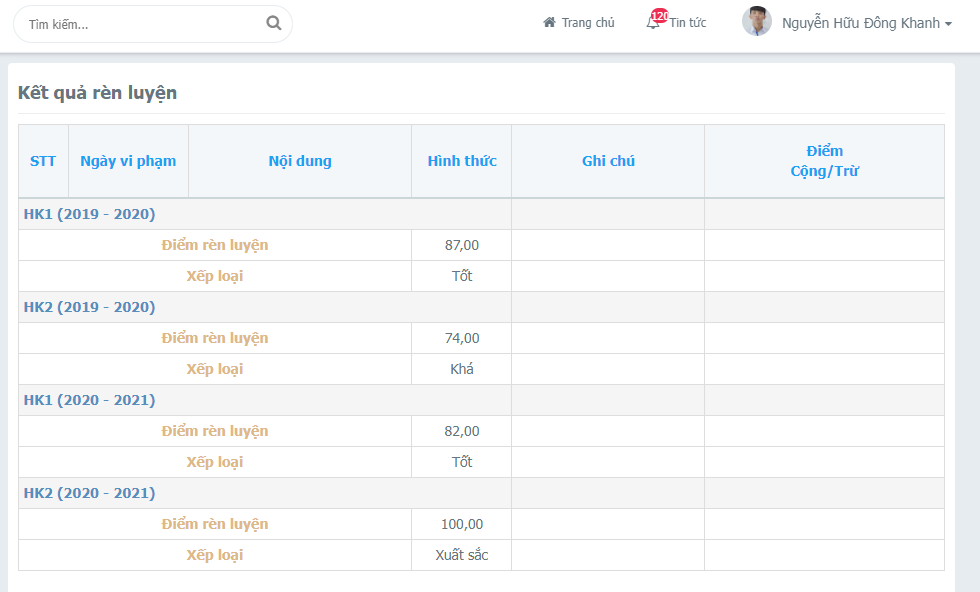 Tìm kiếm...
Trang chủ
120
Tin tức
Nguyễn Hữu Đông Khanh
Kết quả rèn luyện
STT Ngày vi phạm Nội dung Hình thức Ghi chú Điểm
Cộng/Trừ
HK1 (2019 - 2020)
Điểm rèn luyện 87,00
Xếp loại Tốt
HK2 (2019 - 2020)
Điểm rèn luyện 74,00
Xếp loại Khá
HK1 (2020 - 2021)
Điểm rèn luyện 82,00
Xếp loại Tốt
HK2 (2020 - 2021)
Điểm rèn luyện 100,00
Xếp loại Xuất sắc